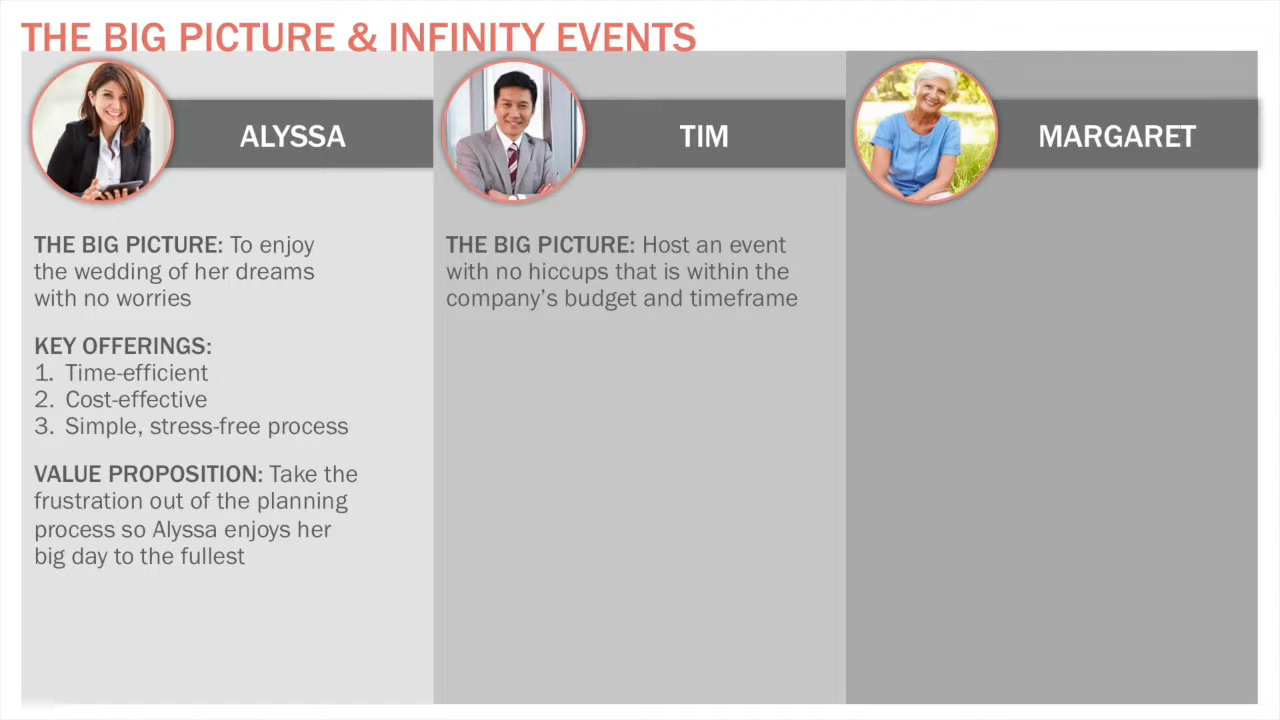 THE BIG PICTURE & INFINITY EVENTS
ALYSSA
THE BIG PICTURE: To enjoy
the wedding of her dreams
with no worries
KEY OFFERINGS:
1. Time-efficient
2. Cost-effective
3. Simple, stress-free process
VALUE PROPOSITION: Take the
frustration out of the planning
process so Alyssa enjoys her
big day to the fullest
TIM
THE BIG PICTURE: Host an event
with no hiccups that is within the
company’s budget and timeframe
MARGARET